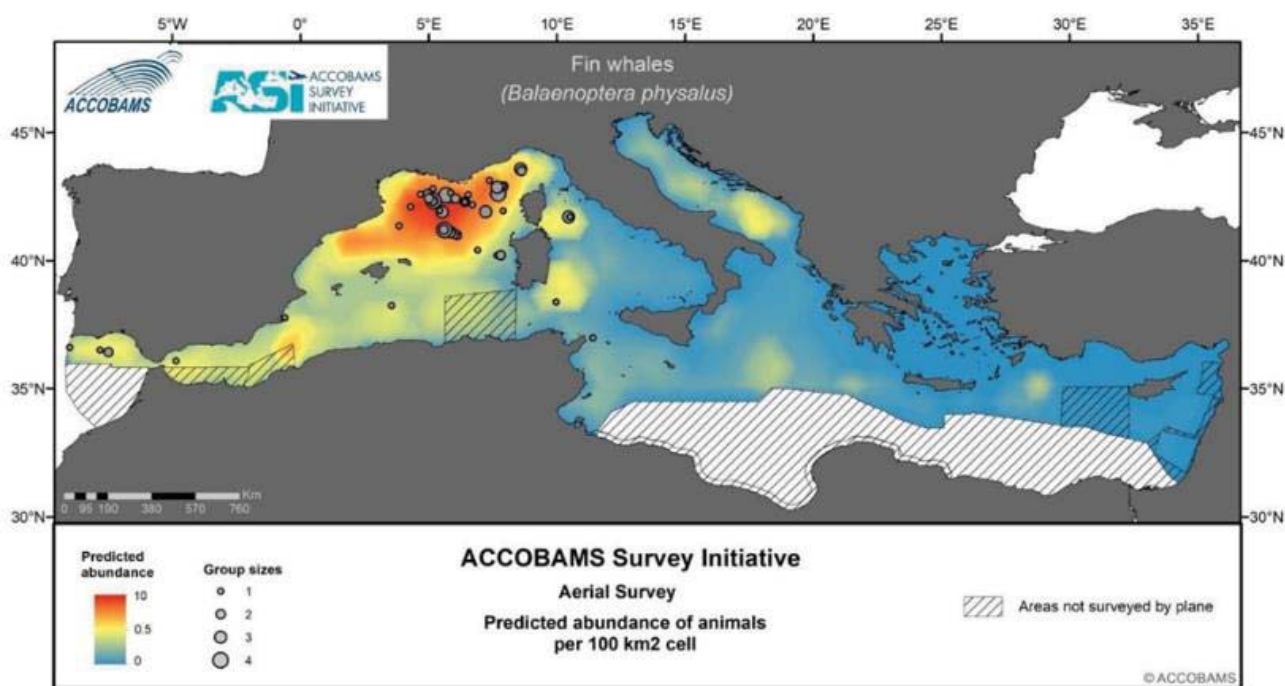 5°W 0° 5°E 10°E 15°E 20°E 25°E 30°E 35°E
Fin whales
(Balaenoptera physalus)
ACCOBAMS
ASI ACCOBAMS
SURVEY
INITIATIVE
45°N 45°N
40°N 40°N
35°N 35°N
30°N 30°N
Km
0 95 190 380 570 760
Predicted
abundance
10
0.5
0
Group sizes
1
2
3
4
ACCOBAMS Survey Initiative
Aerial Survey
Predicted abundance of animals
per 100 km2 cell
Areas not surveyed by plane
© ACCOBAMS